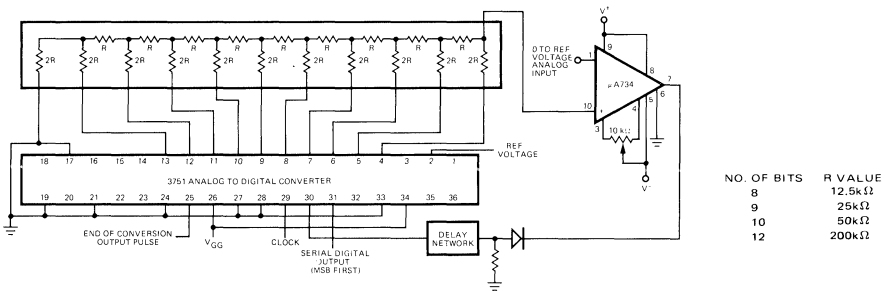 R R R R R R R R
2R 2R 2R 2R 2R 2R 2R 2R 2R 2R
V+
0 TO REF
VOLTAGE
ANALOG
INPUT
1
9
8
7
μA734
6
5
4
10
3
10 kΩ
V−
REF
VOLTAGE
18 17 16 15 14 13 12 11 10 9 8 7 6 5 4 3 2 1
3751 ANALOG TO DIGITAL CONVERTER
19 20 21 22 23 24 25 26 27 28 29 30 31 32 33 34 35 36
END OF CONVERSION
OUTPUT PULSE
VGG
CLOCK
SERIAL DIGITAL
OUTPUT
(MSB FIRST)
DELAY
NETWORK
NO. OF BITS R VALUE
8 12.5kΩ
9 25kΩ
10 50kΩ
12 200kΩ